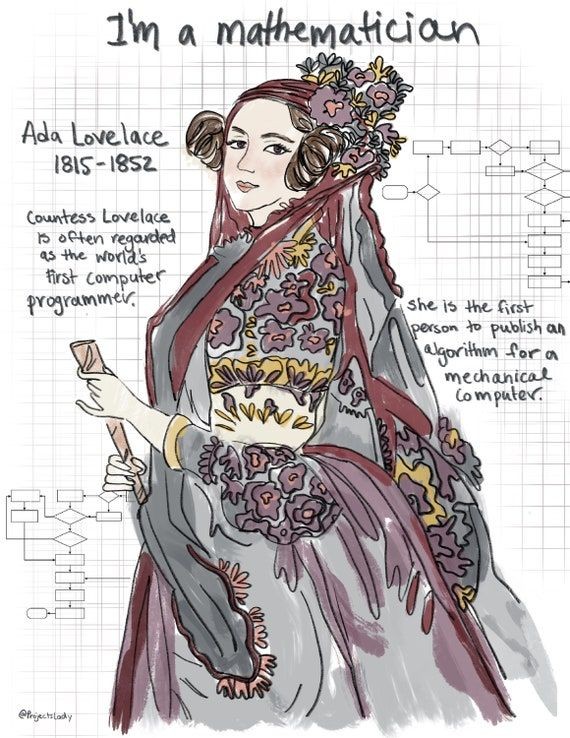 I'm a mathematician
Ada Lovelace
1815-1852
Countess Lovelace
is often regarded
as the world's
first computer
programmer.
She is the first
person to publish an
algorithm for a
mechanical
computer.
@ProjectsLady